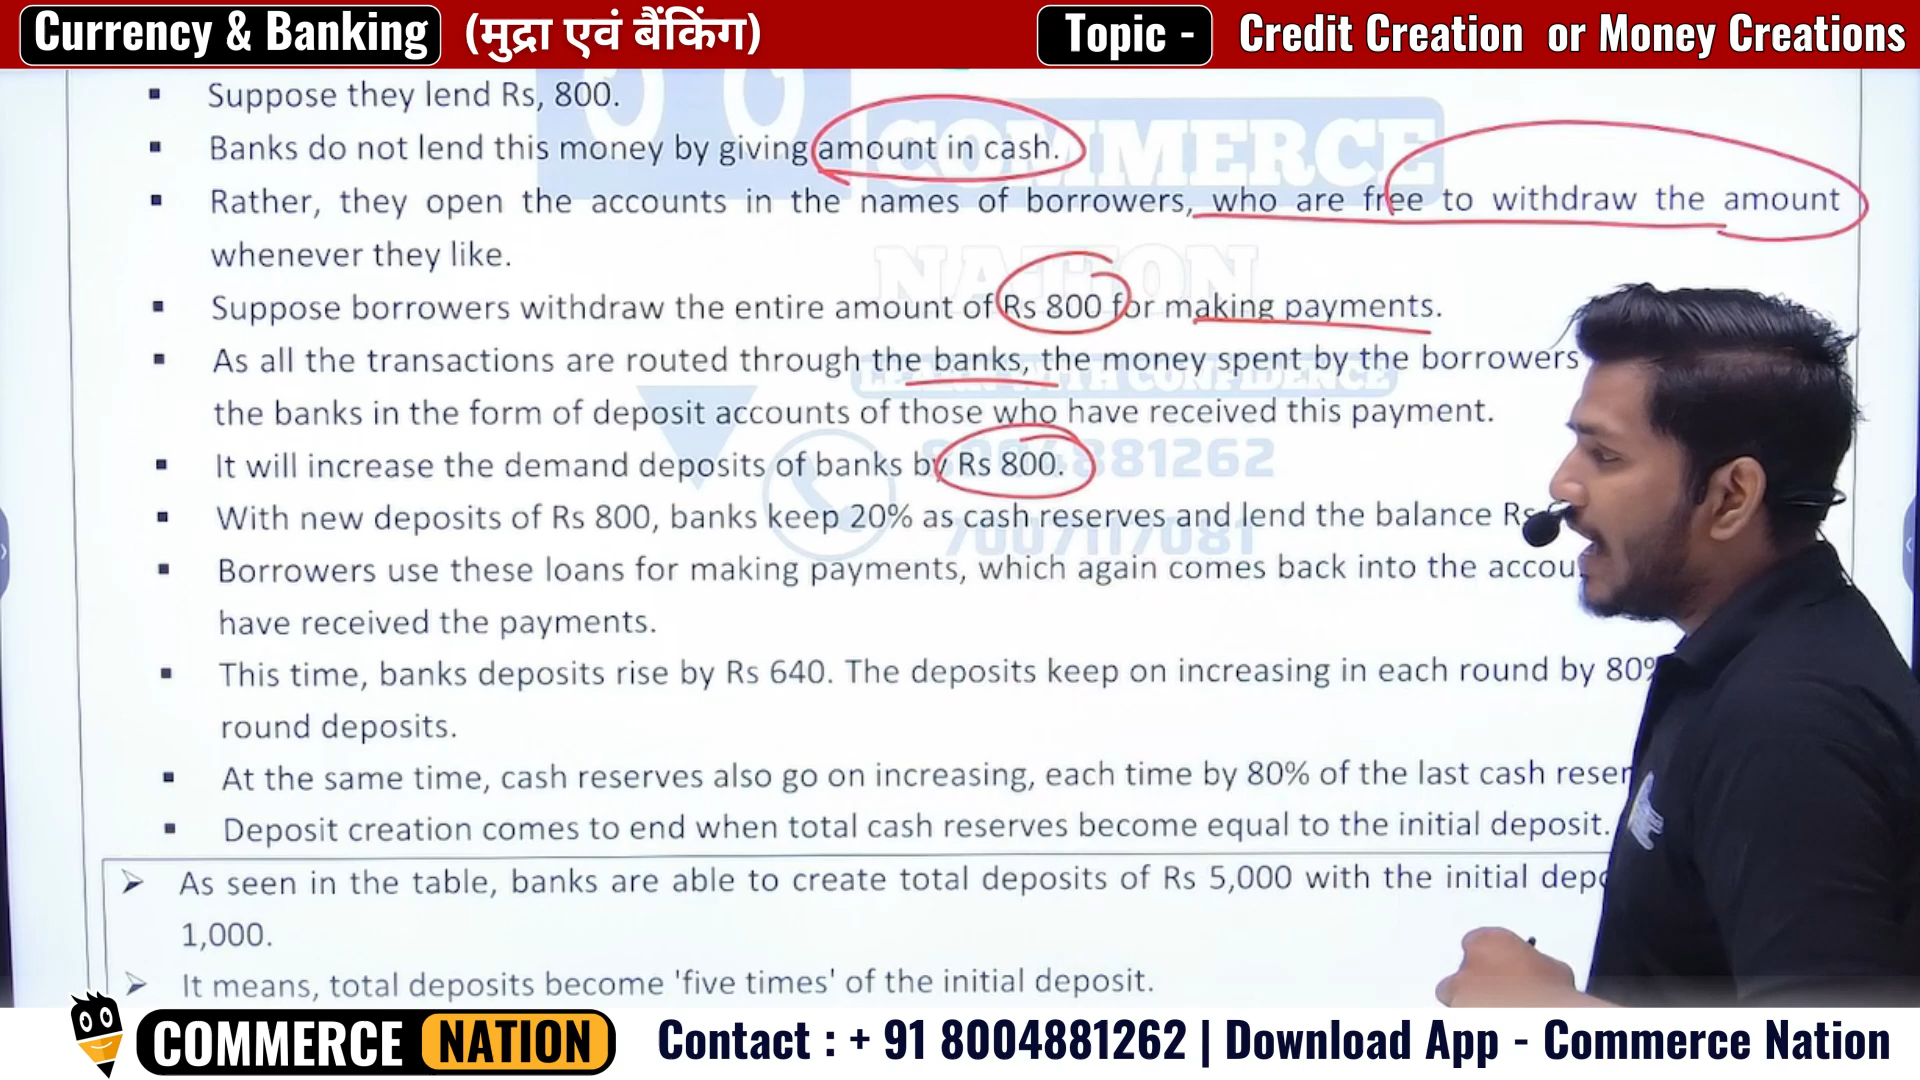 Currency & Banking (मुद्रा एवं बैंकिंग) Topic - Credit Creation or Money Creations
Suppose they lend Rs, 800.
Banks do not lend this money by giving amount in cash.
Rather, they open the accounts in the names of borrowers, who are free to withdraw the amount
whenever they like.
Suppose borrowers withdraw the entire amount of Rs 800 for making payments.
As all the transactions are routed through the banks, the money spent by the borrowers
the banks in the form of deposit accounts of those who have received this payment.
It will increase the demand deposits of banks by Rs 800.
With new deposits of Rs 800, banks keep 20% as cash reserves and lend the balance Rs
Borrowers use these loans for making payments, which again comes back into the
have received the payments.
This time, banks deposits rise by Rs 640. The deposits keep on increasing in each round by 80%
round deposits.
At the same time, cash reserves also go on increasing, each time by 80% of the last cash
Deposit creation comes to end when total cash reserves become equal to the initial deposit.
As seen in the table, banks are able to create total deposits of Rs 5,000 with the initial
1,000.
It means, total deposits become 'five times' of the initial deposit.
COMMERCE
NATION
LEARN WITH CONFIDENCE
8004881262
7007117081
COMMERCE NATION Contact : + 91 8004881262 | Download App - Commerce Nation